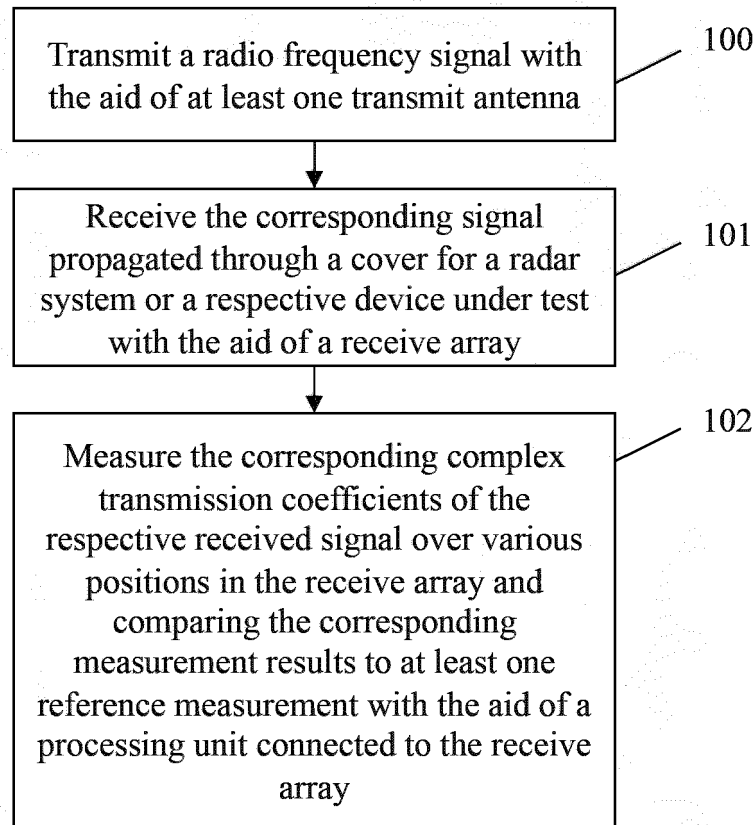 Transmit a radio frequency signal with
the aid of at least one transmit antenna
100
Receive the corresponding signal
propagated through a cover for a radar
system or a respective device under test
with the aid of a receive array
101
Measure the corresponding complex
transmission coefficients of the
respective received signal over various
positions in the receive array and
comparing the corresponding
measurement results to at least one
reference measurement with the aid of a
processing unit connected to the receive
array
102